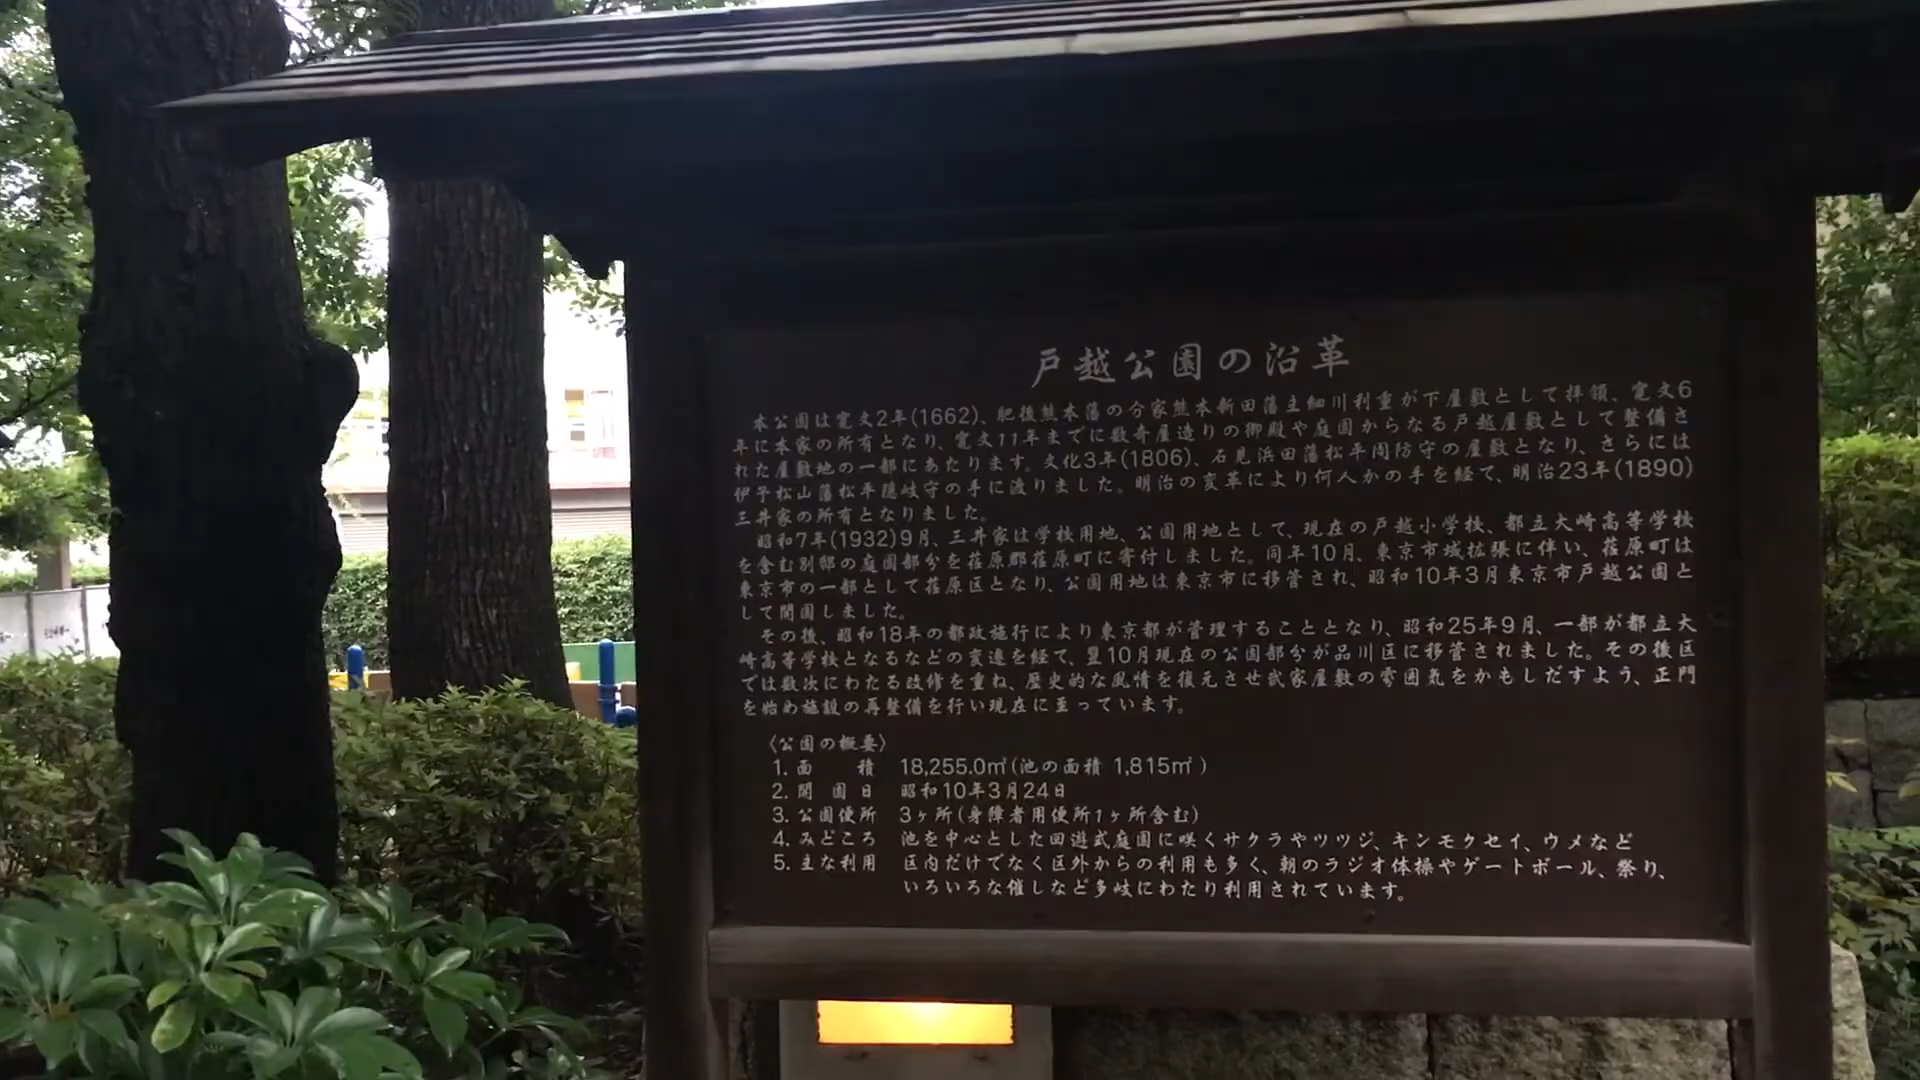 戸越公園の沿革
本公園は寛文2年(1662)、肥後熊本藩の分家熊本新田藩主細川利重が下屋敷として拝領、寛文6
年に本家の所有となり、寛文11年までに数奇屋造りの御殿や庭園からなる戸越屋敷として整備さ
れた屋敷地の一部にあたります。文化3年(1806)、石見浜田藩松平周防守の屋敷となり、さらには
伊予松山藩松平隠岐守の手に渡りました。明治の変革により何人かの手を経て、明治23年(1890)
三井家の所有となりました。
昭和7年(1932)9月、三井家は学校用地、公園用地として、現在の戸越小学校、都立大崎高等学校
を含む別邸の庭園部分を荏原郡荏原町に寄付しました。同年10月、東京市域拡張に伴い、荏原町は
東京市の一部として荏原区となり、公園用地は東京市に移管され、昭和10年3月東京市戸越公園と
して開園しました。
その後、昭和18年の都政施行により東京都が管理することとなり、昭和25年9月、一部が都立大
崎高等学校となるなどの変遷を経て、翌10月現在の公園部分が品川区に移管されました。その後区
では数次にわたる改修を重ね、歴史的な風情を復元させ武家屋敷の雰囲気をかもしだすよう、正門
を始め施設の再整備を行い現在に至っています。
〈公園の概要〉
1. 面 積 18,255.0㎡(池の面積 1,815㎡)
2. 開 園 日 昭和10年3月24日
3. 公園便所 3ヶ所(身障者用便所1ヶ所含む)
4. みどころ 池を中心とした回遊式庭園に咲くサクラやツツジ、キンモクセイ、ウメなど
5. 主な利用 区内だけでなく区外からの利用も多く、朝のラジオ体操やゲートボール、祭り、
いろいろな催しなど多岐にわたり利用されています。